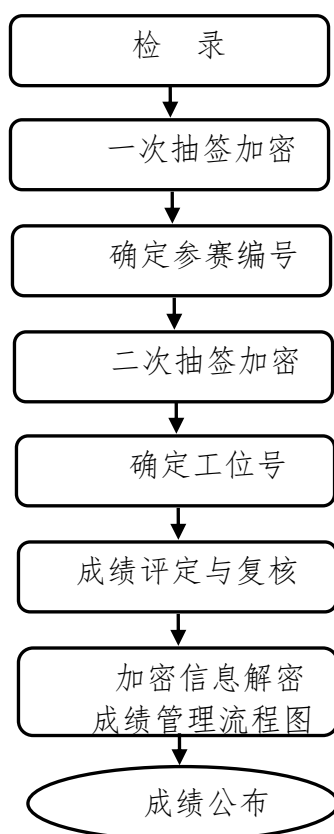 检 录
一次抽签加密
确定参赛编号
二次抽签加密
确定工位号
成绩评定与复核
加密信息解密
成绩管理流程图
成绩公布